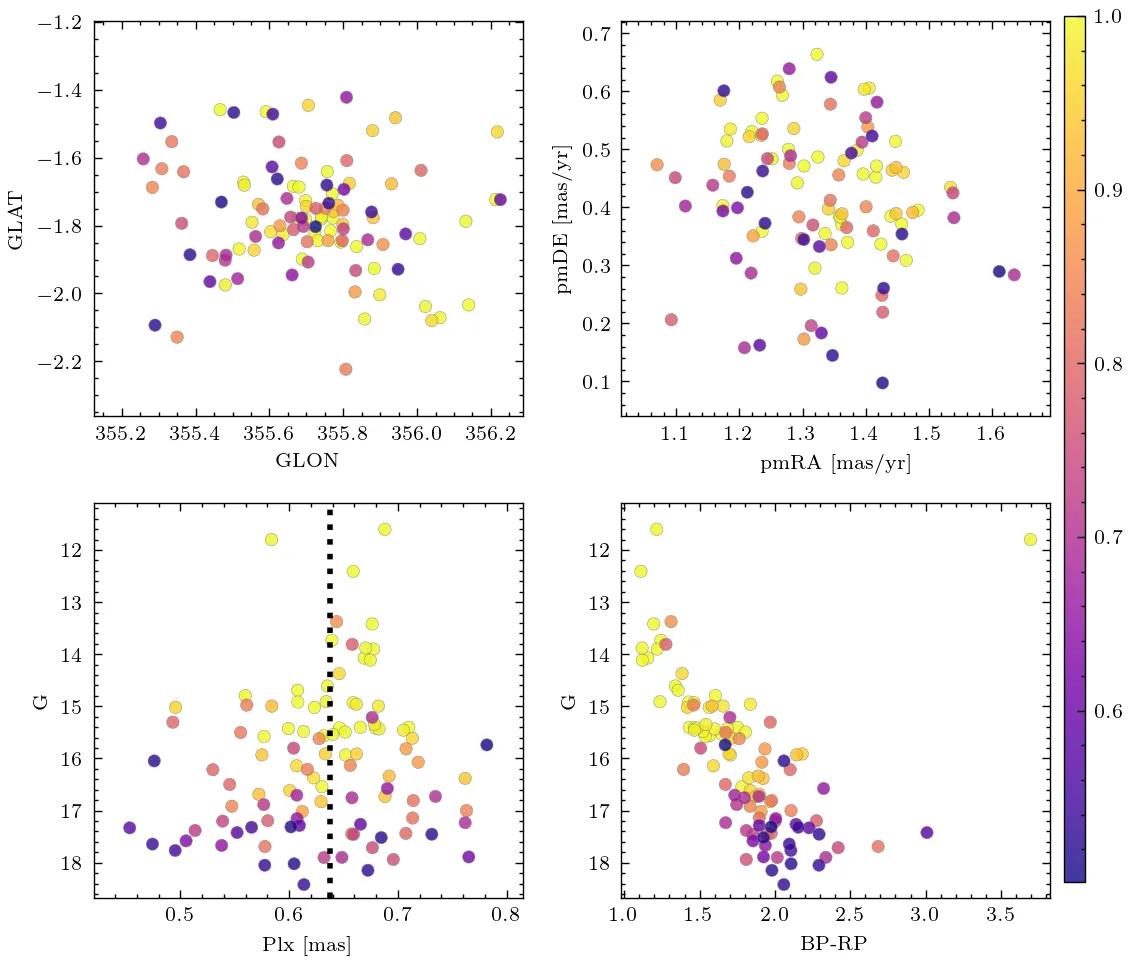 −1.2
−1.4
−1.6
−1.8
−2.0
−2.2
GLAT
355.2 355.4 355.6 355.8 356.0 356.2
GLON
0.7
0.6
0.5
0.4
0.3
0.2
0.1
pmDE [mas/yr]
1.1 1.2 1.3 1.4 1.5 1.6
pmRA [mas/yr]
12
13
14
15
16
17
18
G
0.5 0.6 0.7 0.8
Plx [mas]
12
13
14
15
16
17
18
G
1.0 1.5 2.0 2.5 3.0 3.5
BP-RP
1.0
0.9
0.8
0.7
0.6